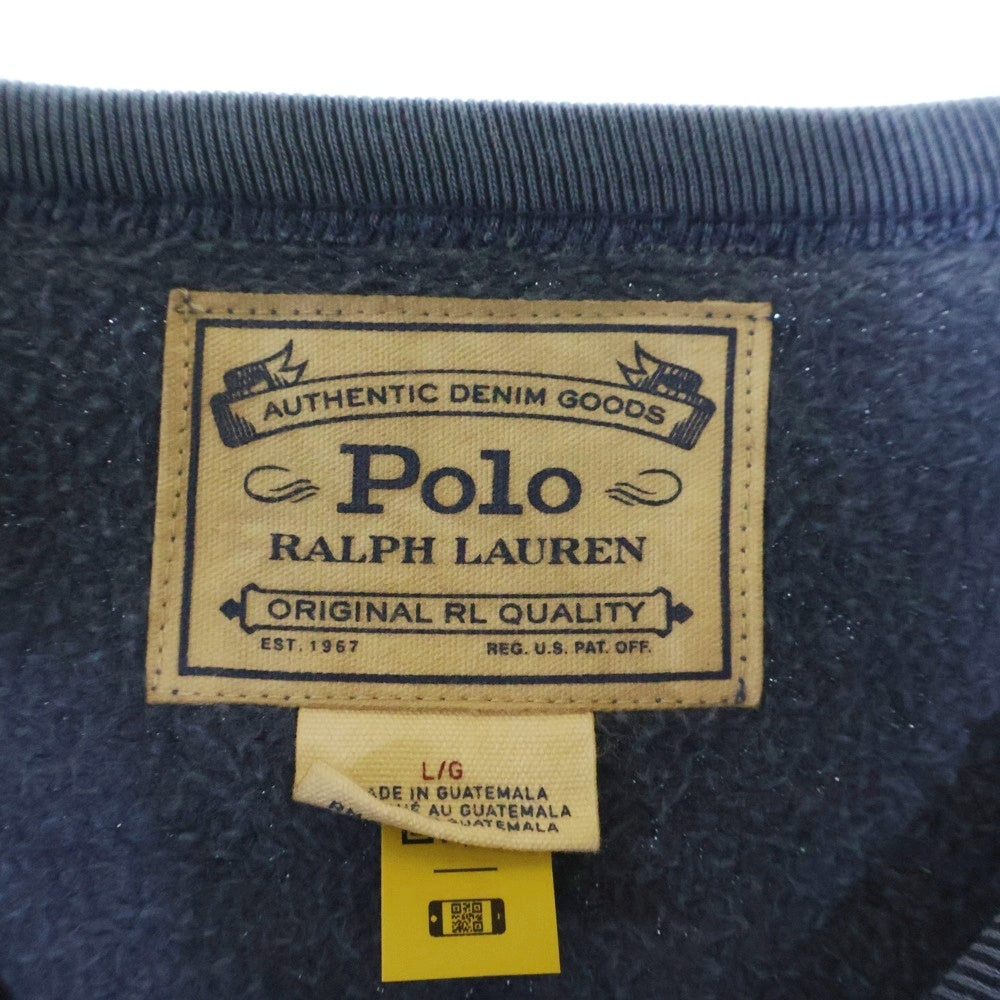 AUTHENTIC DENIM GOODS
Polo
RALPH LAUREN
ORIGINAL RL QUALITY
EST. 1967 REG. U.S. PAT. OFF.
L/G
IN GUATEMALA
AU GUATEMALA
GUATEMALA